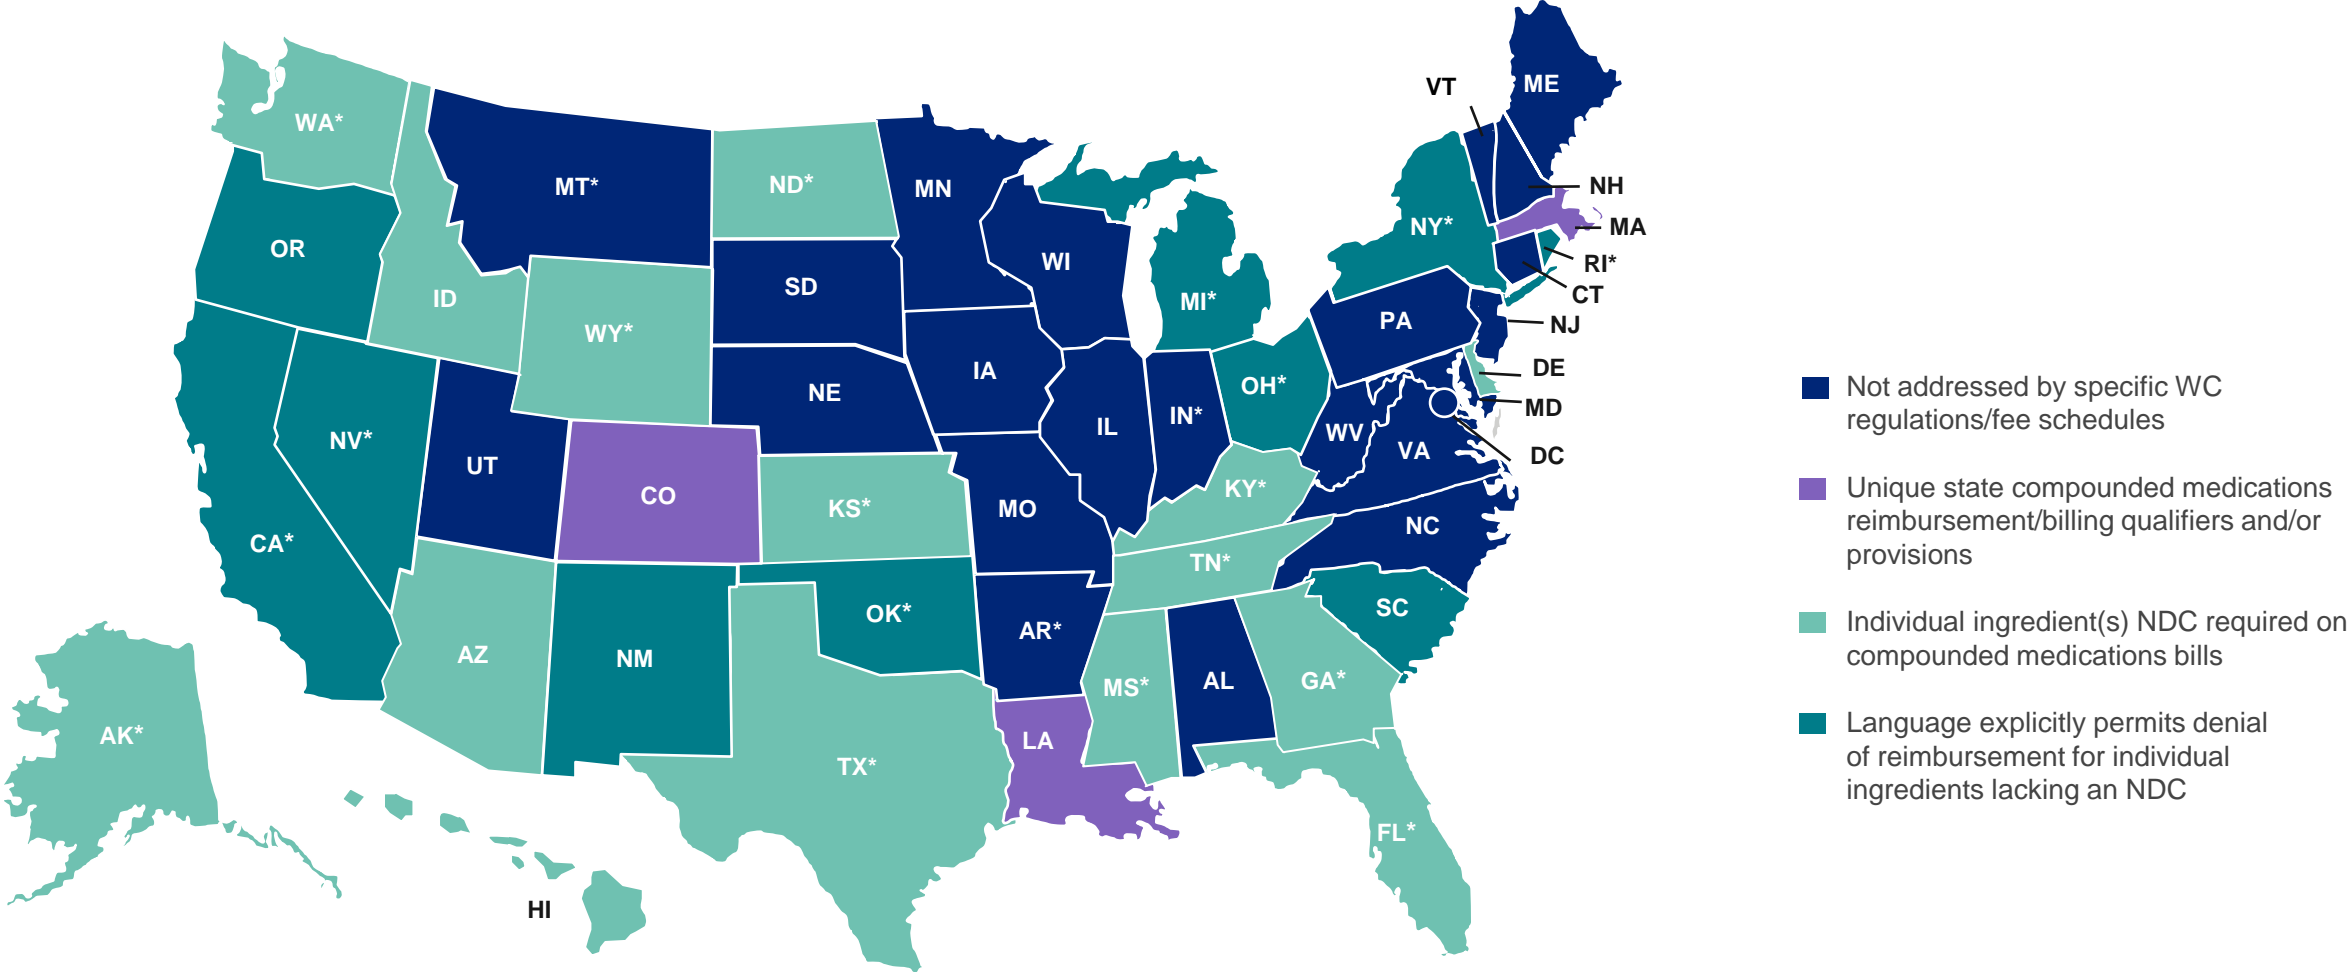 VT
ME
WA*
MT*
ND*
MN
NH
NY*
MA
OR
WI
RI*
SD
CT
ID
MI*
WY*
PA
NJ
IA
DE
OH*
NE
MD
IN*
IL
NV*
WV
VA
DC
UT
CO
KY*
KS*
MO
NC
CA*
TN*
OK*
SC
AR*
AZ
NM
MS*
AL
GA*
AK*
LA
TX*
FL*
HI
Not addressed by specific WC
regulations/fee schedules
Unique state compounded medications
reimbursement/billing qualifiers and/or
provisions
Individual ingredient(s) NDC required on
compounded medications bills
Language explicitly permits denial
of reimbursement for individual
ingredients lacking an NDC